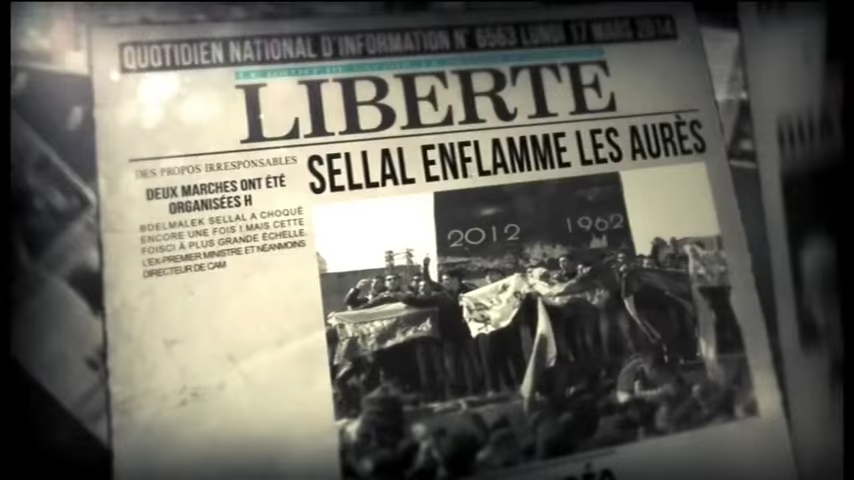 QUOTIDIEN NATIONAL D'INFORMATION N° 6563 LUNDI 17 MARS 2014
LIBERTE
DES PROPOS IRRESPONSABLES
DEUX MARCHES ONT ÉTÉ
ORGANISÉES H
BDELMALEK SELLAL A CHOQUÉ
ENCORE UNE FOIS ! MAIS CETTE
FOISCI À PLUS GRANDE ÉCHELLE.
L'EX-PREMIER MINISTRE ET NÉANMOINS
DIRECTEUR DE CAM
SELLAL ENFLAMME LES AURÈS
2012 1962